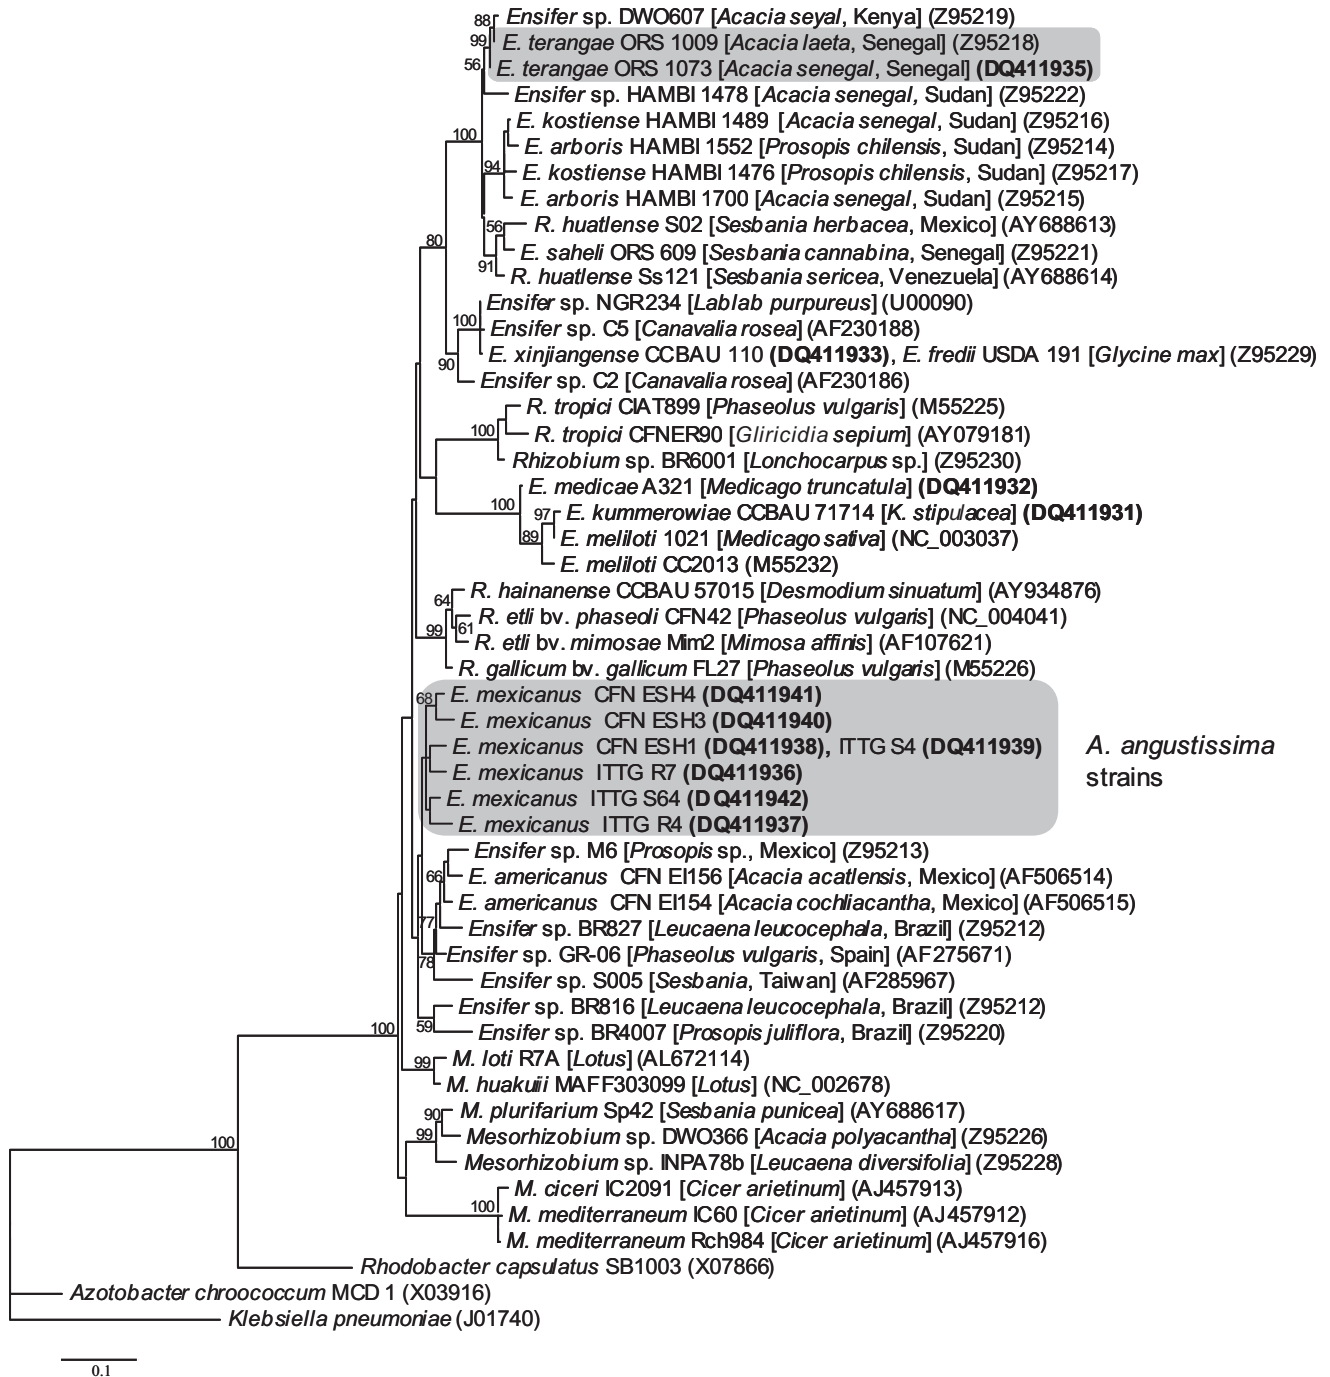 88
Ensifer sp. DWO607 [Acacia seyal, Kenya] (Z95219)
99
E. terangae ORS 1009 [Acacia laeta, Senegal] (Z95218)
56
E. terangae ORS 1073 [Acacia senegal, Senegal] (DQ411935)
Ensifer sp. HAMBI 1478 [Acacia senegal, Sudan] (Z95222)
E. kostiense HAMBI 1489 [Acacia senegal, Sudan] (Z95216)
100
E. arboris HAMBI 1552 [Prosopis chilensis, Sudan] (Z95214)
94
E. kostiense HAMBI 1476 [Prosopis chilensis, Sudan] (Z95217)
E. arboris HAMBI 1700 [Acacia senegal, Sudan] (Z95215)
56
R. huatlense S02 [Sesbania herbacea, Mexico] (AY688613)
80
E. saheli ORS 609 [Sesbania cannabina, Senegal] (Z95221)
91
R. huatlense Ss121 [Sesbania sericea, Venezuela] (AY688614)
Ensifer sp. NGR234 [Lablab purpureus] (U00090)
100
Ensifer sp. C5 [Canavalia rosea] (AF230188)
E. xinjiangense CCBAU 110 (DQ411933), E. fredii USDA 191 [Glycine max] (Z95229)
90
Ensifer sp. C2 [Canavalia rosea] (AF230186)
R. tropici CIAT899 [Phaseolus vulgaris] (M55225)
100
R. tropici CFNER90 [Gliricidia sepium] (AY079181)
Rhizobium sp. BR6001 [Lonchocarpus sp.] (Z95230)
E. medicae A321 [Medicago truncatula] (DQ411932)
100
97
E. kummerowiae CCBAU 71714 [K. stipulacea] (DQ411931)
89
E. meliloti 1021 [Medicago sativa] (NC_003037)
E. meliloti CC2013 (M55232)
R. hainanense CCBAU 57015 [Desmodium sinuatum] (AY934876)
64
R. etli bv. phaseoli CFN42 [Phaseolus vulgaris] (NC_004041)
99
61
R. etli bv. mimosae Mim2 [Mimosa affinis] (AF107621)
R. gallicum bv. gallicum FL27 [Phaseolus vulgaris] (M55226)
68
E. mexicanus CFN ESH4 (DQ411941)
E. mexicanus CFN ESH3 (DQ411940)
E. mexicanus CFN ESH1 (DQ411938), ITTG S4 (DQ411939)
A. angustissima
strains
E. mexicanus ITTG R7 (DQ411936)
E. mexicanus ITTG S64 (DQ411942)
E. mexicanus ITTG R4 (DQ411937)
Ensifer sp. M6 [Prosopis sp., Mexico] (Z95213)
66
E. americanus CFN EI156 [Acacia acatlensis, Mexico] (AF506514)
E. americanus CFN EI154 [Acacia cochliacantha, Mexico] (AF506515)
77
Ensifer sp. BR827 [Leucaena leucocephala, Brazil] (Z95212)
Ensifer sp. GR-06 [Phaseolus vulgaris, Spain] (AF275671)
78
Ensifer sp. S005 [Sesbania, Taiwan] (AF285967)
Ensifer sp. BR816 [Leucaena leucocephala, Brazil] (Z95212)
59
Ensifer sp. BR4007 [Prosopis juliflora, Brazil] (Z95220)
100
99
M. loti R7A [Lotus] (AL672114)
M. huakuii MAFF303099 [Lotus] (NC_002678)
90
M. plurifarium Sp42 [Sesbania punicea] (AY688617)
99
Mesorhizobium sp. DWO366 [Acacia polyacantha] (Z95226)
100
Mesorhizobium sp. INPA78b [Leucaena diversifolia] (Z95228)
M. ciceri IC2091 [Cicer arietinum] (AJ457913)
100
M. mediterraneum IC60 [Cicer arietinum] (AJ457912)
M. mediterraneum Rch984 [Cicer arietinum] (AJ457916)
Rhodobacter capsulatus SB1003 (X07866)
Azotobacter chroococcum MCD 1 (X03916)
Klebsiella pneumoniae (J01740)
0.1